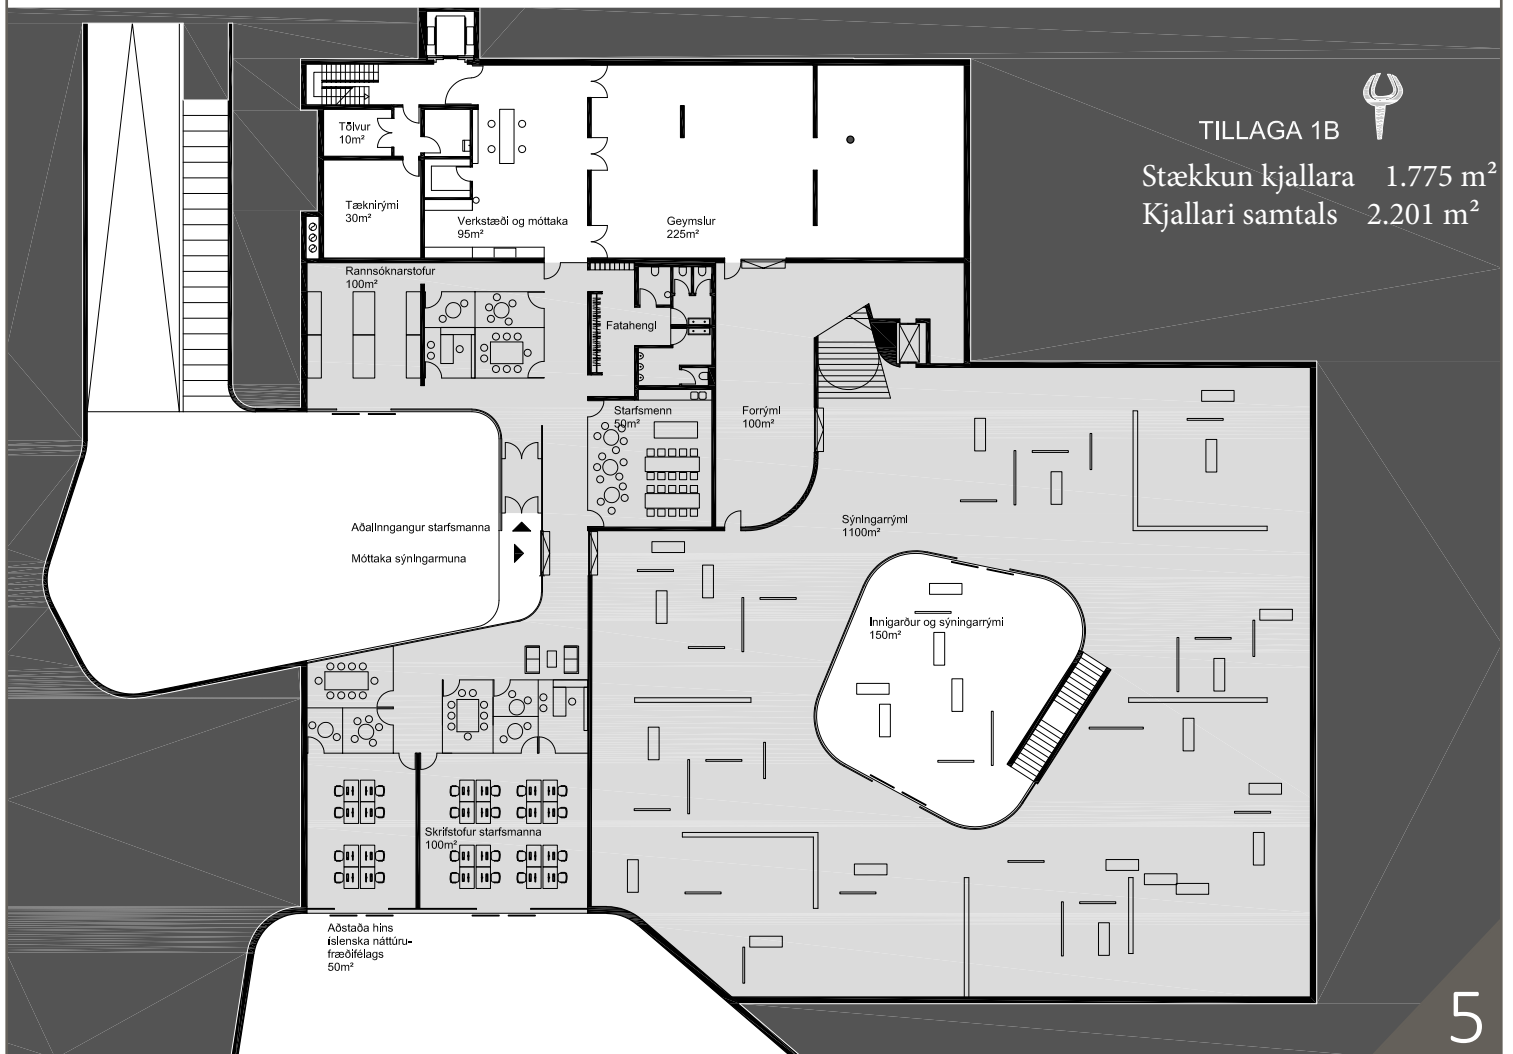 TILLAGA 1B
Stækkun kjallara 1.775 m²
Kjallari samtals 2.201 m²
Tölvur
10m²
Tæknirými
30m²
Verkstæði og móttaka
95m²
Geymslur
225m²
Rannsóknarstofur
100m²
Fatahengi
Starfsmenn
50m²
Forrými
100m²
Sýningarrými
1100m²
Aðalinngangur starfsmanna
Móttaka sýningarmuna
Innigarður og sýningarrými
150m²
Skrifstofur starfsmanna
100m²
Aðstaða hins
íslenska náttúru-
fræðifélags
50m²
5